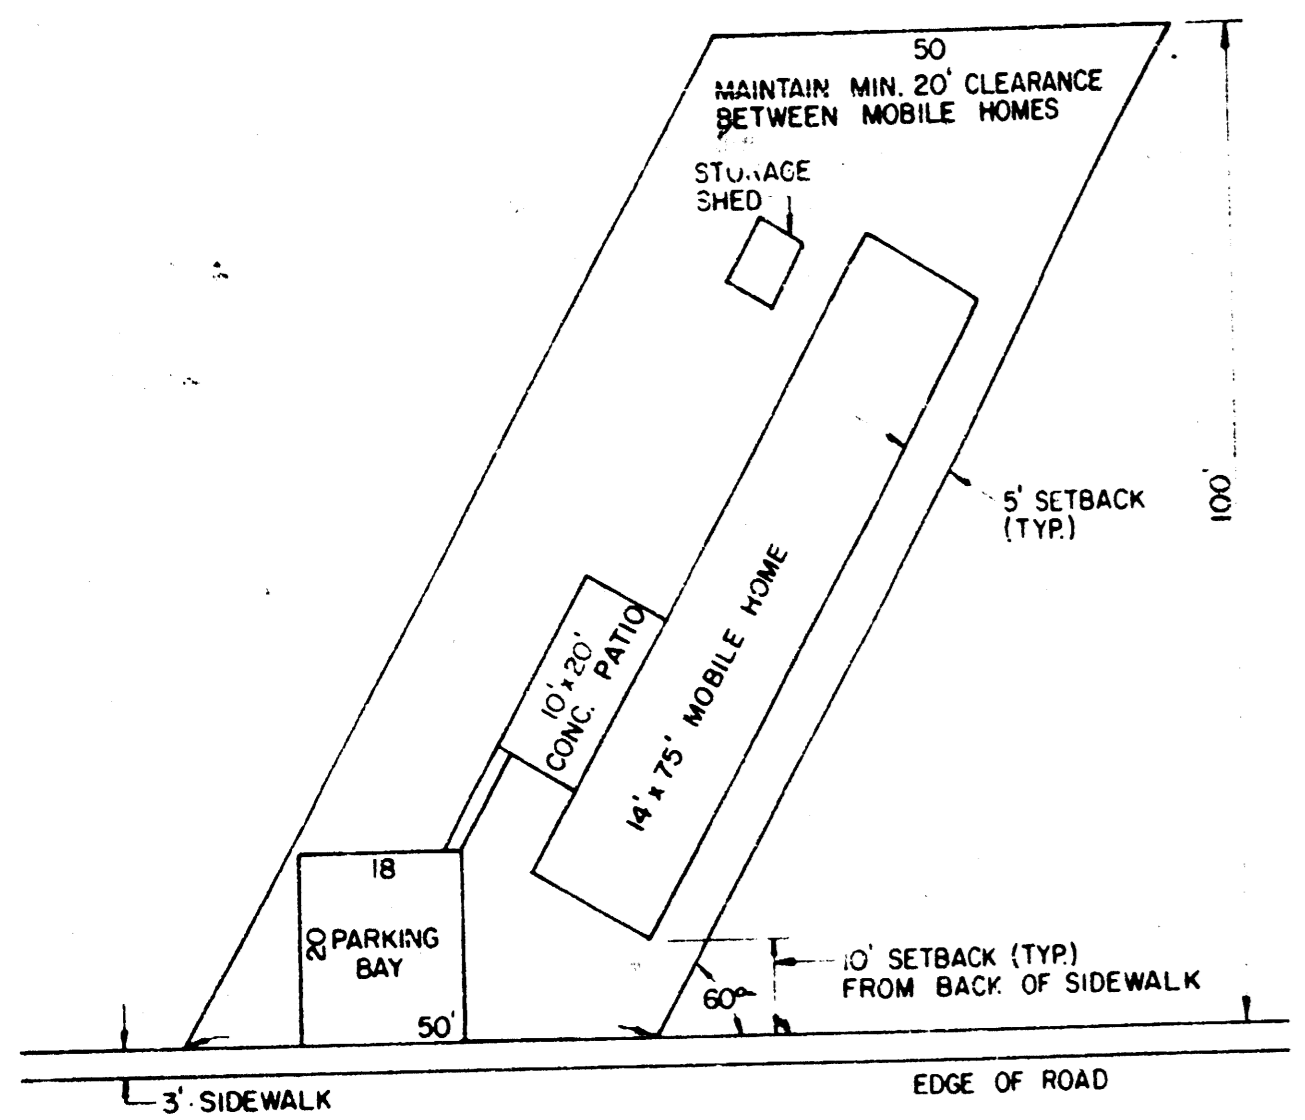 50
MAINTAIN MIN. 20' CLEARANCE
BETWEEN MOBILE HOMES
STORAGE
SHED
100'
5' SETBACK
(TYP.)
10' x 20'
CONC. PATIO
14' x 75' MOBILE HOME
18
20
PARKING
BAY
50'
60°
10' SETBACK (TYP.)
FROM BACK OF SIDEWALK
3' SIDEWALK
EDGE OF ROAD